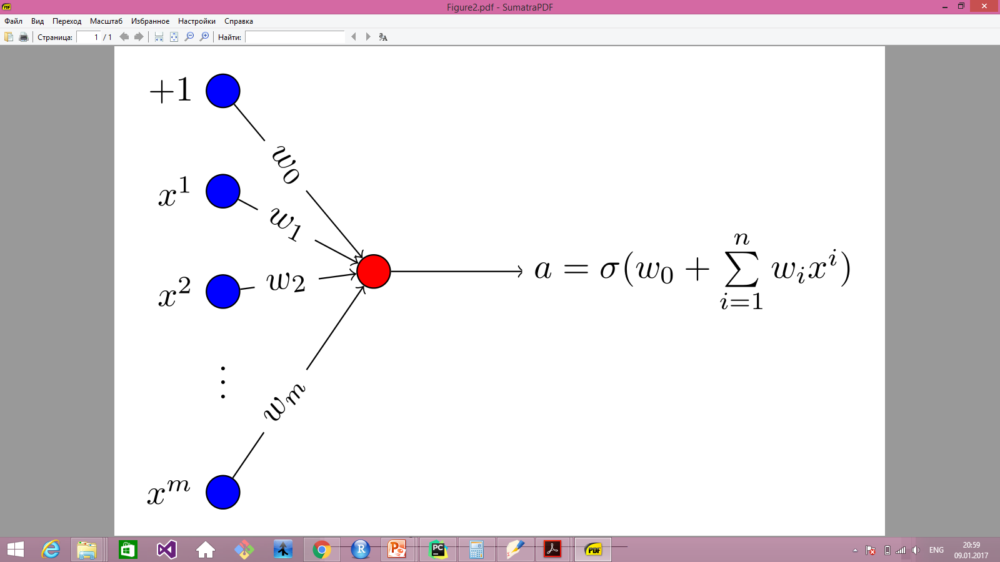 Figure2.pdf - SumatraPDF
Файл Вид Переход Масштаб Избранное Настройки Справка
Страница: 1 / 1 Найти:
+1
w₀
x¹
w₁
x²
w₂
a = σ(w₀ + ∑ⁿᵢ₌₁ wᵢxⁱ)
⋮
wₘ
xᵐ
20:59
ENG
09.01.2017